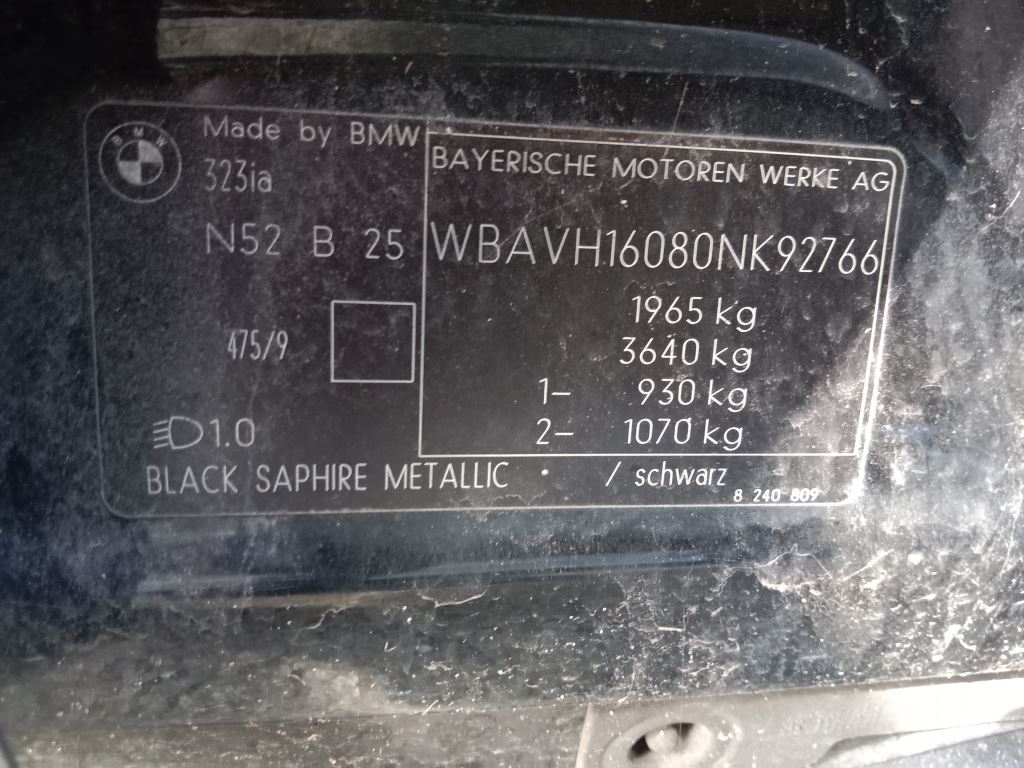 BMW
Made by BMW
323ia
N52 B 25
475/9
1.0
BAYERISCHE MOTOREN WERKE AG
WBAVH16080NK92766
1965 kg
3640 kg
1- 930 kg
2- 1070 kg
BLACK SAPHIRE METALLIC · / schwarz
8 240 809